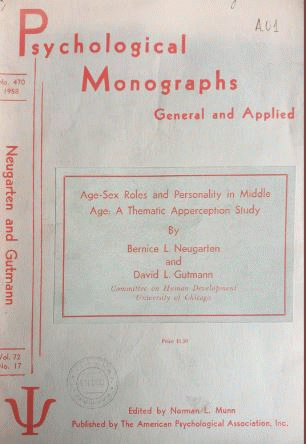 A.01
Psychological
Monographs
General and Applied
No. 470
1958
Neugarten and Gutmann
Age-Sex Roles and Personality in Middle
Age: A Thematic Apperception Study
By
Bernice L. Neugarten
and
David L. Gutmann
Committee on Human Development
University of Chicago
Price $1.50
Vol. 72
No. 17
Ψ
Edited by Norman L. Munn
Published by The American Psychological Association, Inc.